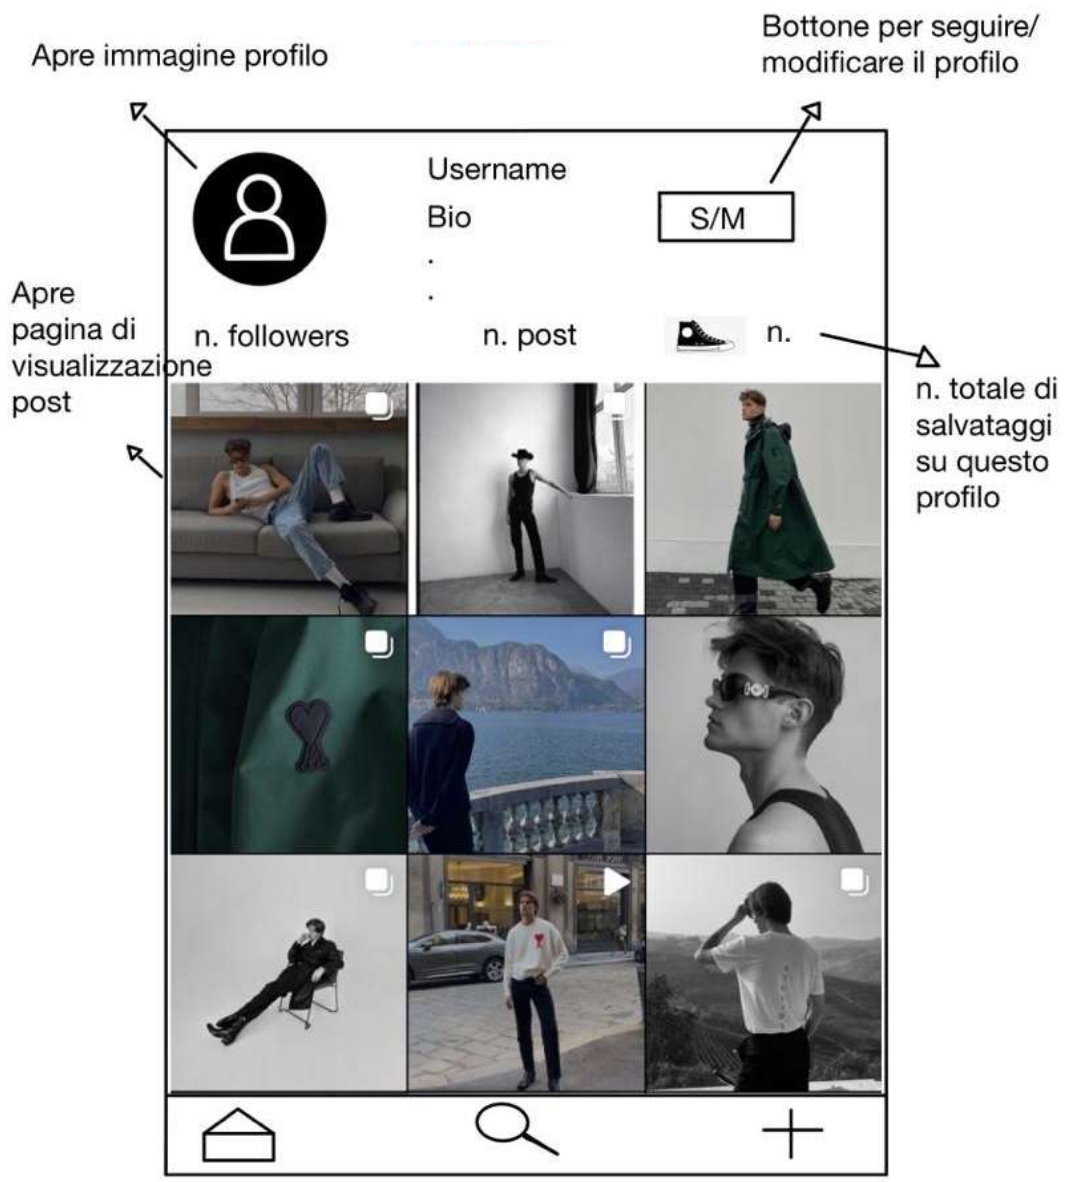 Apre immagine profilo
Bottone per seguire/
modificare il profilo
Username
Bio
.
.
S/M
Apre
pagina di
visualizzazione
post
n. followers
n. post
n.
n. totale di
salvataggi
su questo
profilo